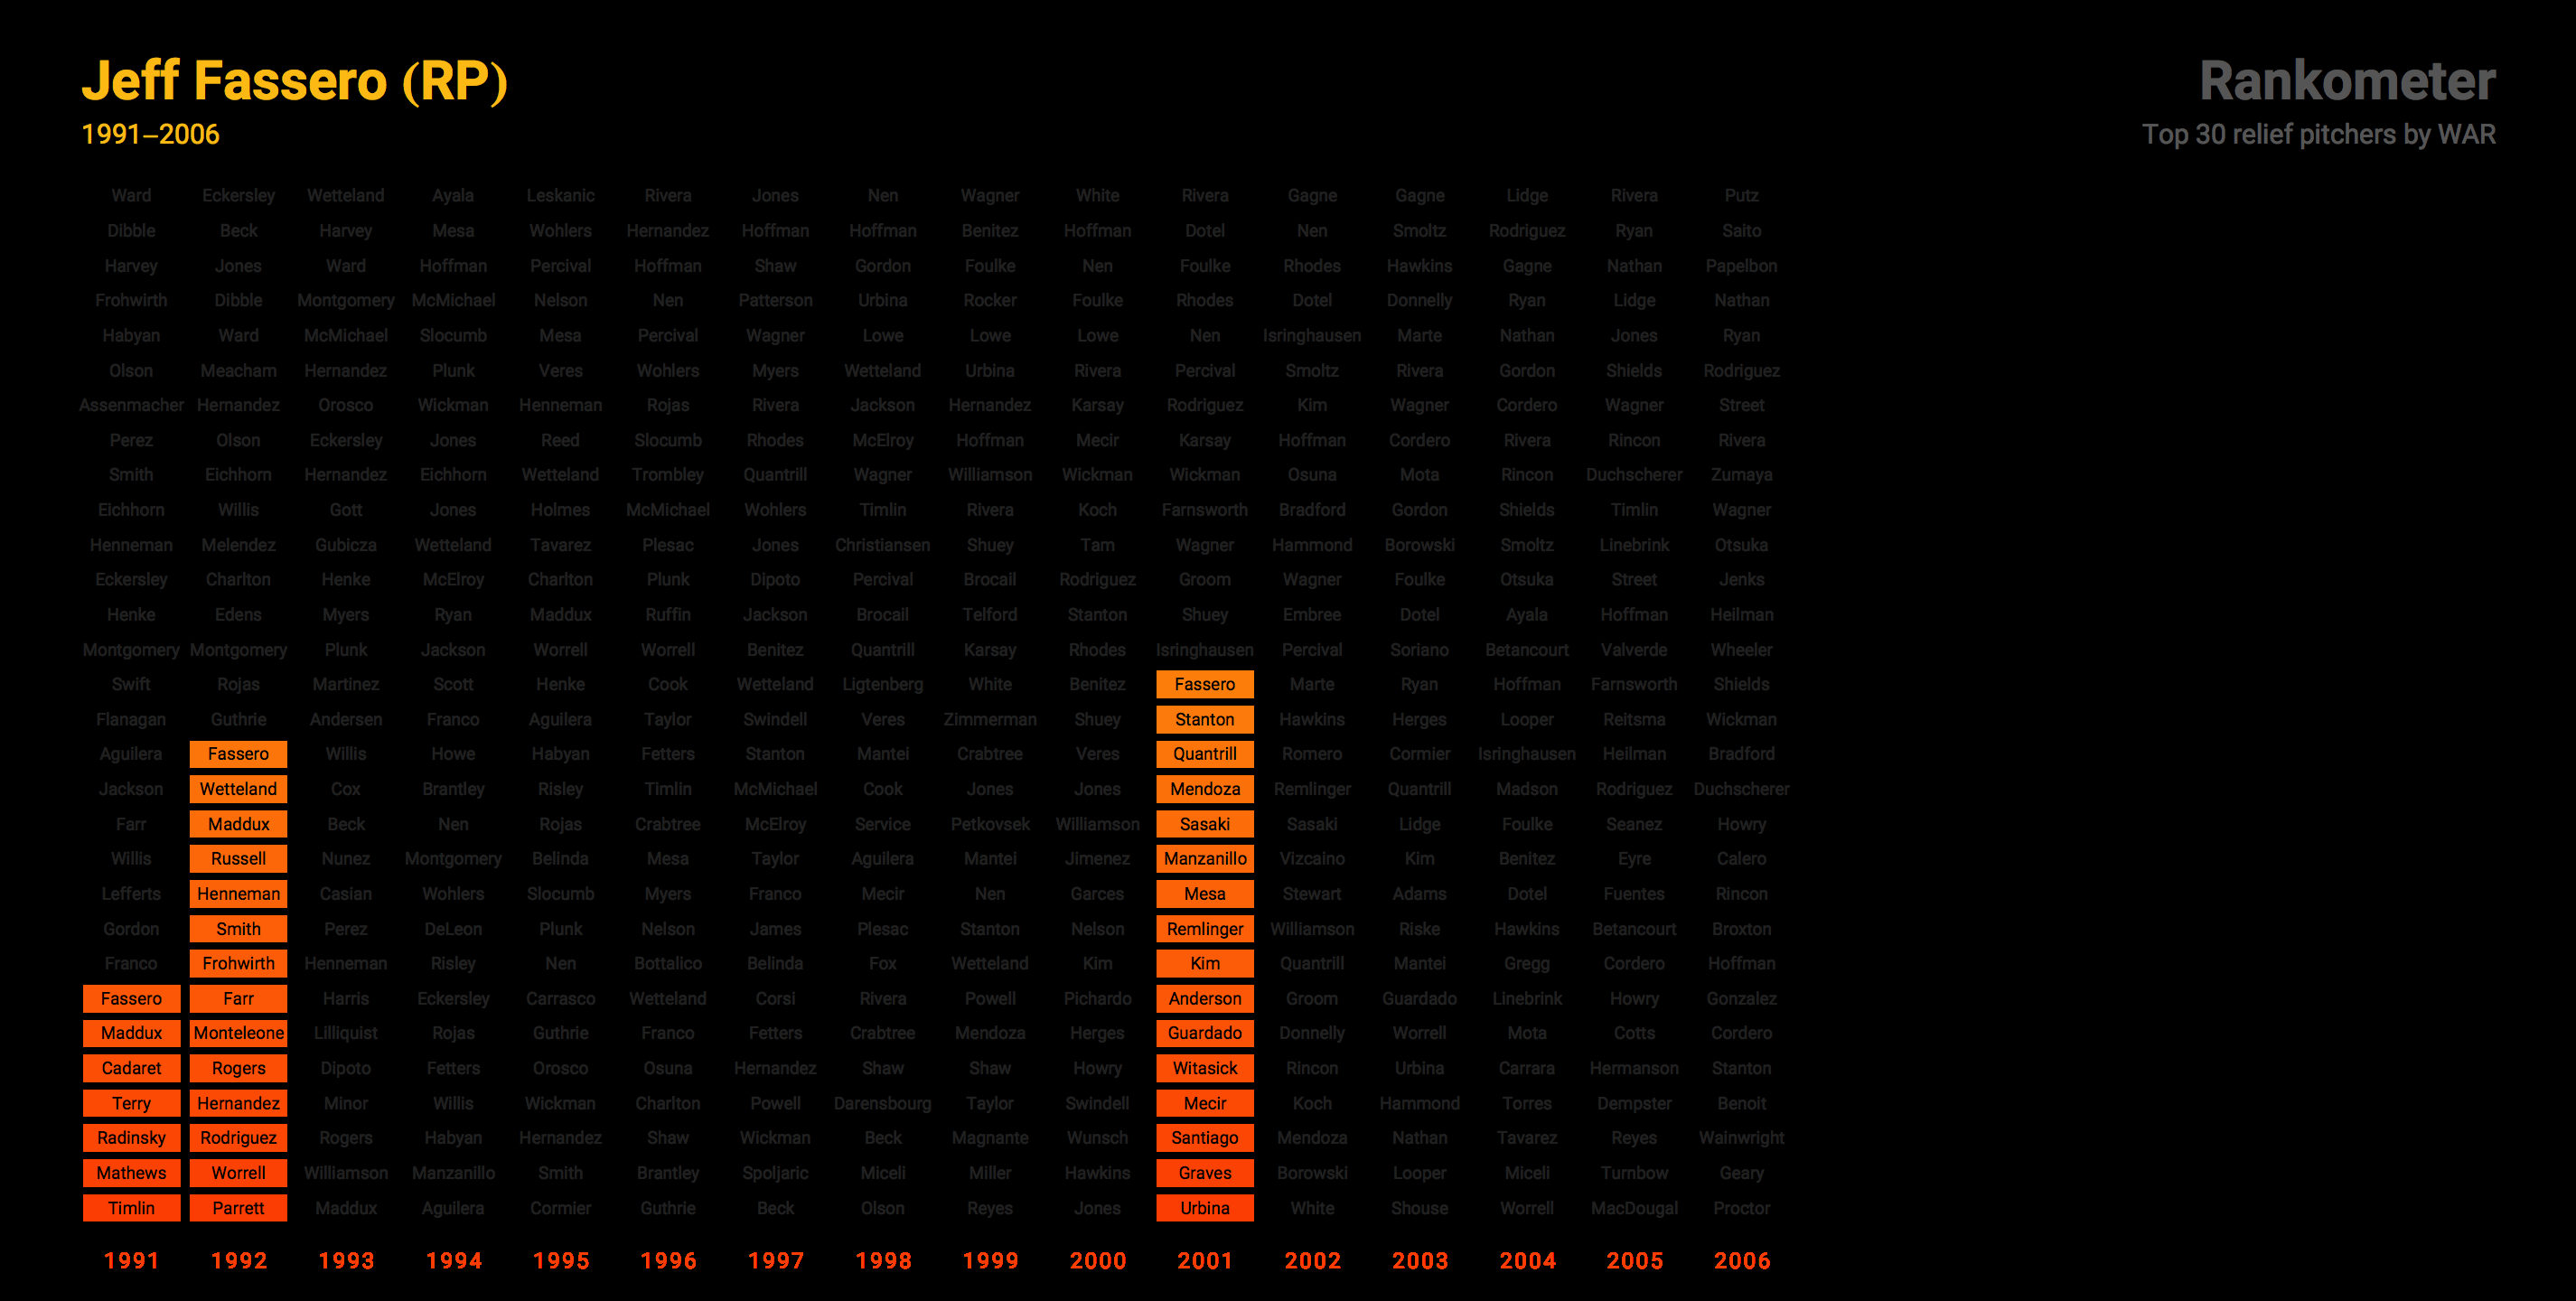 Jeff Fassero (RP)
1991–2006
Rankometer
Top 30 relief pitchers by WAR
Ward Eckersley Wetteland Ayala Leskanic Rivera Jones Nen Wagner White Rivera Gagne Gagne Lidge Rivera Putz
Dibble Beck Harvey Mesa Wohlers Hernandez Hoffman Hoffman Benitez Hoffman Dotel Nen Smoltz Rodriguez Ryan Saito
Harvey Jones Ward Hoffman Percival Hoffman Shaw Gordon Foulke Nen Foulke Rhodes Hawkins Gagne Nathan Papelbon
Frohwirth Dibble Montgomery McMichael Nelson Nen Patterson Urbina Rocker Foulke Rhodes Dotel Donnelly Ryan Lidge Nathan
Habyan Ward McMichael Slocumb Mesa Percival Wagner Lowe Lowe Lowe Nen Isringhausen Marte Nathan Jones Ryan
Olson Meacham Hernandez Plunk Veres Wohlers Myers Wetteland Urbina Rivera Percival Smoltz Rivera Gordon Shields Rodriguez
Assenmacher Hernandez Orosco Wickman Henneman Rojas Rivera Jackson Hernandez Karsay Rodriguez Kim Wagner Cordero Wagner Street
Perez Olson Eckersley Jones Reed Slocumb Rhodes McElroy Hoffman Mecir Karsay Hoffman Cordero Rivera Rincon Rivera
Smith Eichhorn Hernandez Eichhorn Wetteland Trombley Quantrill Wagner Williamson Wickman Wickman Osuna Mota Rincon Duchscherer Zumaya
Eichhorn Willis Gott Jones Holmes McMichael Wohlers Timlin Rivera Koch Farnsworth Bradford Gordon Shields Timlin Wagner
Henneman Melendez Gubicza Wetteland Tavarez Plesac Jones Christiansen Shuey Tam Wagner Hammond Borowski Smoltz Linebrink Otsuka
Eckersley Charlton Henke McElroy Charlton Plunk Dipoto Percival Brocail Rodriguez Groom Wagner Foulke Otsuka Street Jenks
Henke Edens Myers Ryan Maddux Ruffin Jackson Brocail Telford Stanton Shuey Embree Dotel Ayala Hoffman Heilman
Montgomery Montgomery Plunk Jackson Worrell Worrell Benitez Quantrill Karsay Rhodes Isringhausen Percival Soriano Betancourt Valverde Wheeler
Swift Rojas Martinez Scott Henke Cook Wetteland Ligtenberg White Benitez Fassero Marte Ryan Hoffman Farnsworth Shields
Flanagan Guthrie Andersen Franco Aguilera Taylor Swindell Veres Zimmerman Shuey Stanton Hawkins Herges Looper Reitsma Wickman
Aguilera Fassero Willis Howe Habyan Fetters Stanton Mantei Crabtree Veres Quantrill Romero Cormier Isringhausen Heilman Bradford
Jackson Wetteland Cox Brantley Risley Timlin McMichael Cook Jones Jones Mendoza Remlinger Quantrill Madson Rodriguez Duchscherer
Farr Maddux Beck Nen Rojas Crabtree McElroy Service Petkovsek Williamson Sasaki Sasaki Lidge Foulke Seanez Howry
Willis Russell Nunez Montgomery Belinda Mesa Taylor Aguilera Mantei Jimenez Manzanillo Vizcaino Kim Benitez Eyre Calero
Lefferts Henneman Casian Wohlers Slocumb Myers Franco Mecir Nen Garces Mesa Stewart Adams Dotel Fuentes Rincon
Gordon Smith Perez DeLeon Plunk Nelson James Plesac Stanton Nelson Remlinger Williamson Riske Hawkins Betancourt Broxton
Franco Frohwirth Henneman Risley Nen Bottalico Belinda Fox Wetteland Kim Kim Quantrill Mantei Gregg Cordero Hoffman
Fassero Farr Harris Eckersley Carrasco Wetteland Corsi Rivera Powell Pichardo Anderson Groom Guardado Linebrink Howry Gonzalez
Maddux Monteleone Lilliquist Rojas Guthrie Franco Fetters Crabtree Mendoza Herges Guardado Donnelly Worrell Mota Cotts Cordero
Cadaret Rogers Dipoto Fetters Orosco Osuna Hernandez Shaw Shaw Howry Witasick Rincon Urbina Carrara Hermanson Stanton
Terry Hernandez Minor Willis Wickman Charlton Powell Darensbourg Taylor Swindell Mecir Koch Hammond Torres Dempster Benoit
Radinsky Rodriguez Rogers Habyan Hernandez Shaw Wickman Beck Magnante Wunsch Santiago Mendoza Nathan Tavarez Reyes Wainwright
Mathews Worrell Williamson Manzanillo Smith Brantley Spoljaric Miceli Miller Hawkins Graves Borowski Looper Miceli Turnbow Geary
Timlin Parrett Maddux Aguilera Cormier Guthrie Beck Olson Reyes Jones Urbina White Shouse Worrell MacDougal Proctor
1991 1992 1993 1994 1995 1996 1997 1998 1999 2000 2001 2002 2003 2004 2005 2006